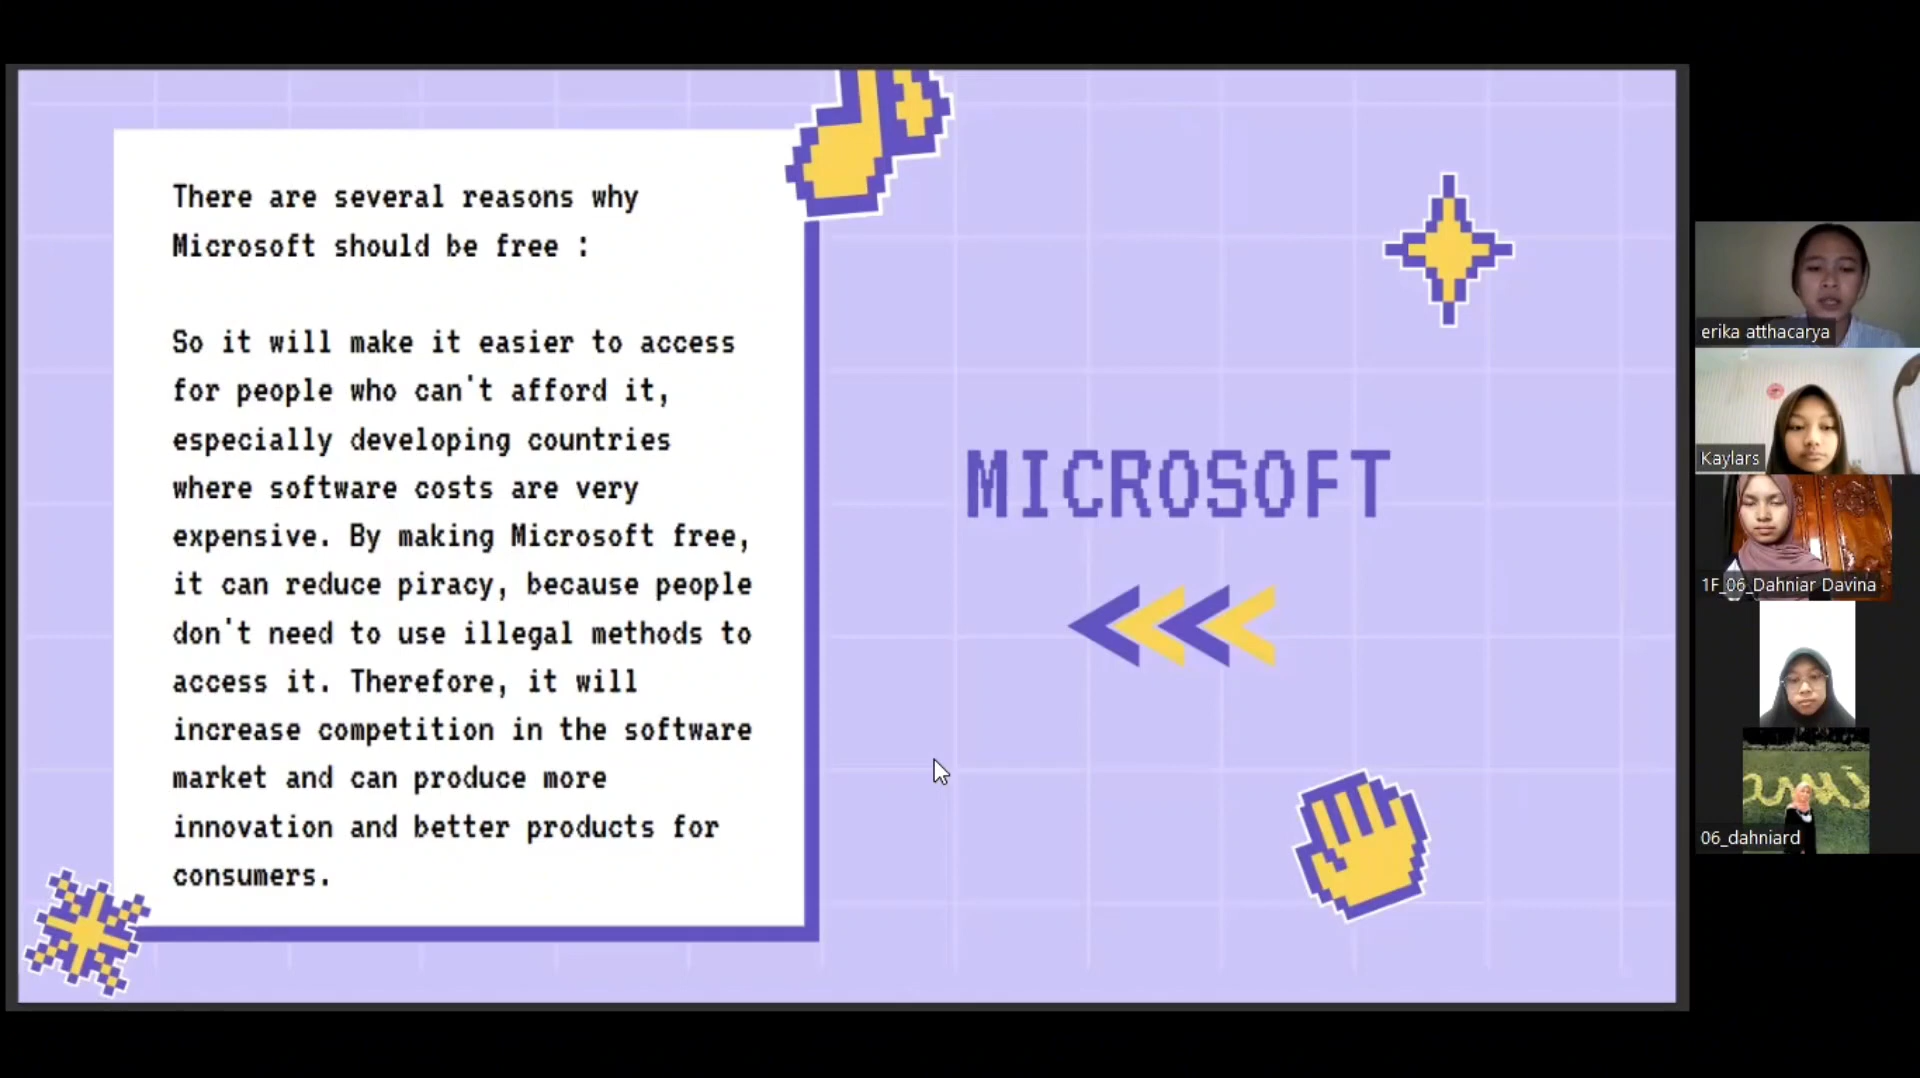 There are several reasons why
Microsoft should be free :
So it will make it easier to access
for people who can't afford it,
especially developing countries
where software costs are very
expensive. By making Microsoft free,
it can reduce piracy, because people
don't need to use illegal methods to
access it. Therefore, it will
increase competition in the software
market and can produce more
innovation and better products for
consumers.
MICROSOFT
erika atthacarya
Kaylars
1F_06_Dahniar Davina
06_dahniard